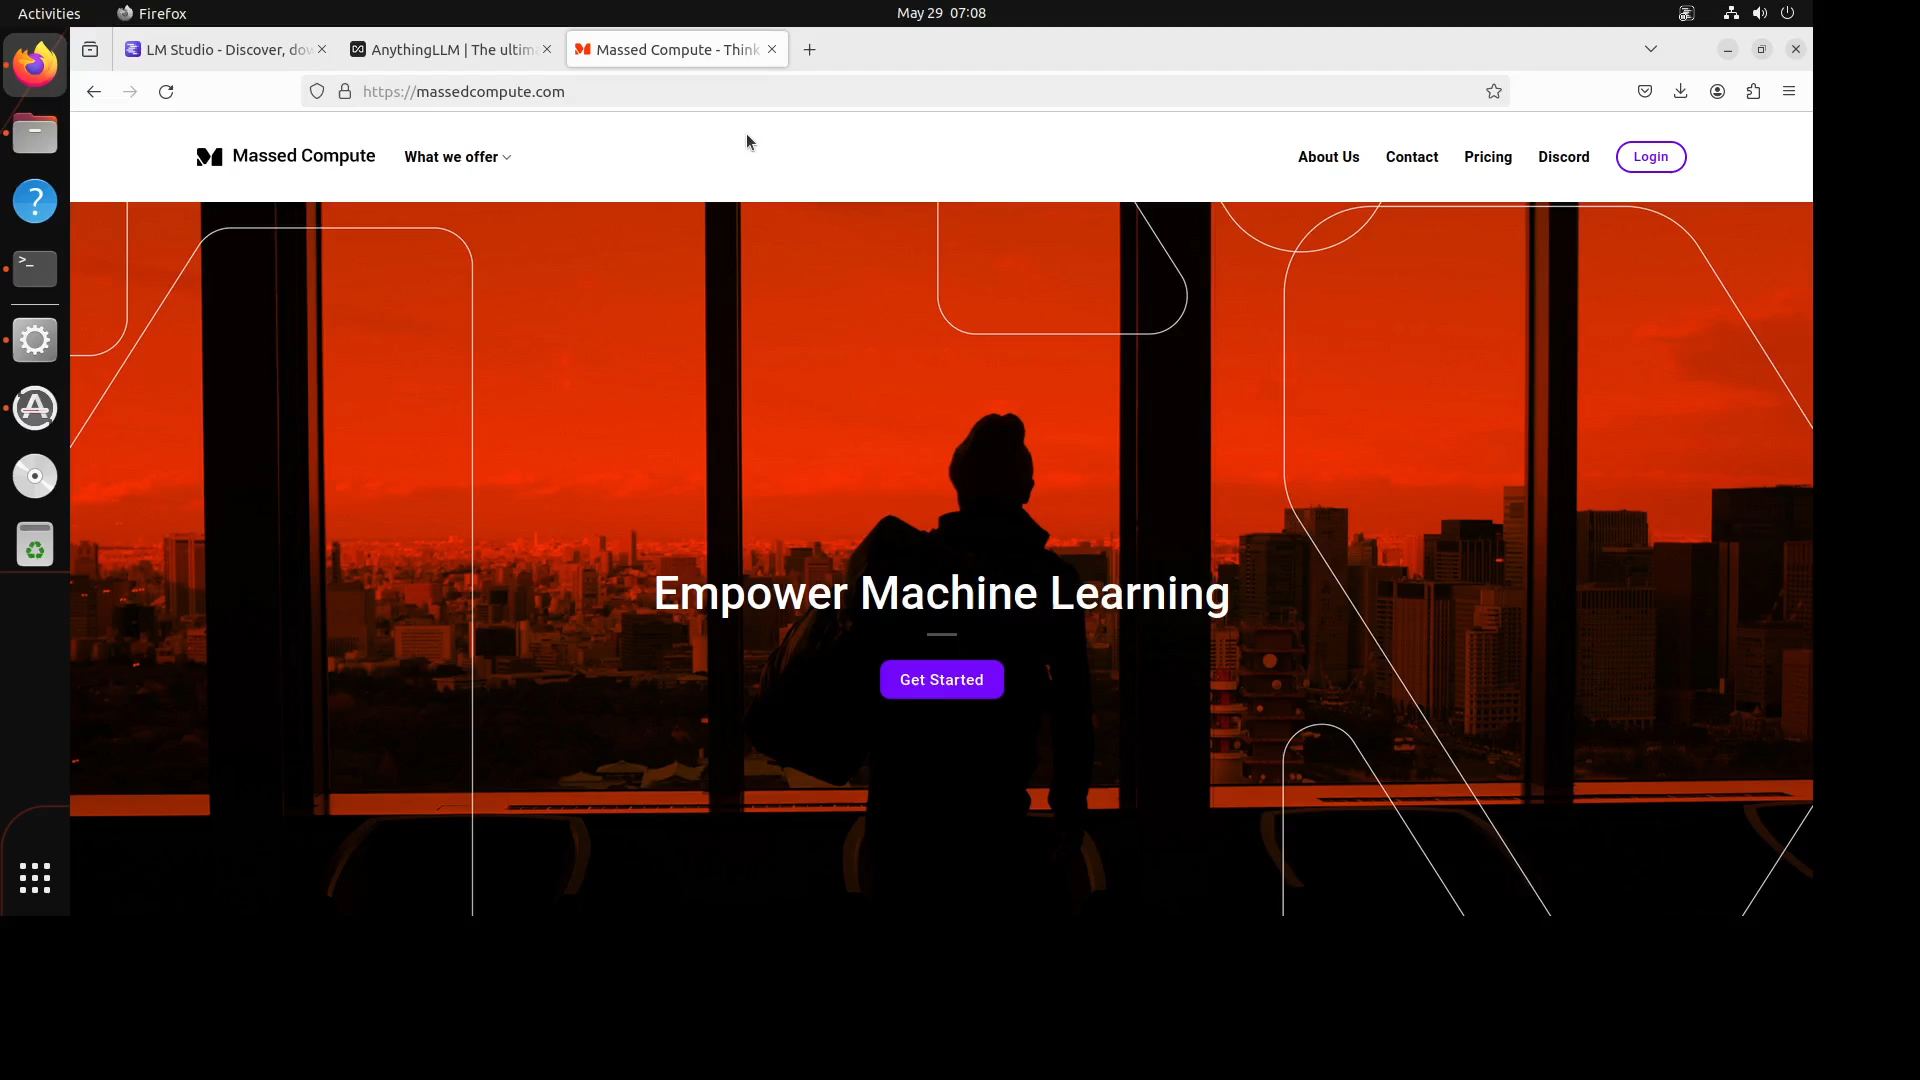 Activities
Firefox
May 29 07:08
LM Studio - Discover, dow
AnythingLLM | The ultim
Massed Compute - Think
https://massedcompute.com
Massed Compute
What we offer
About Us
Contact
Pricing
Discord
Login
Empower Machine Learning
Get Started